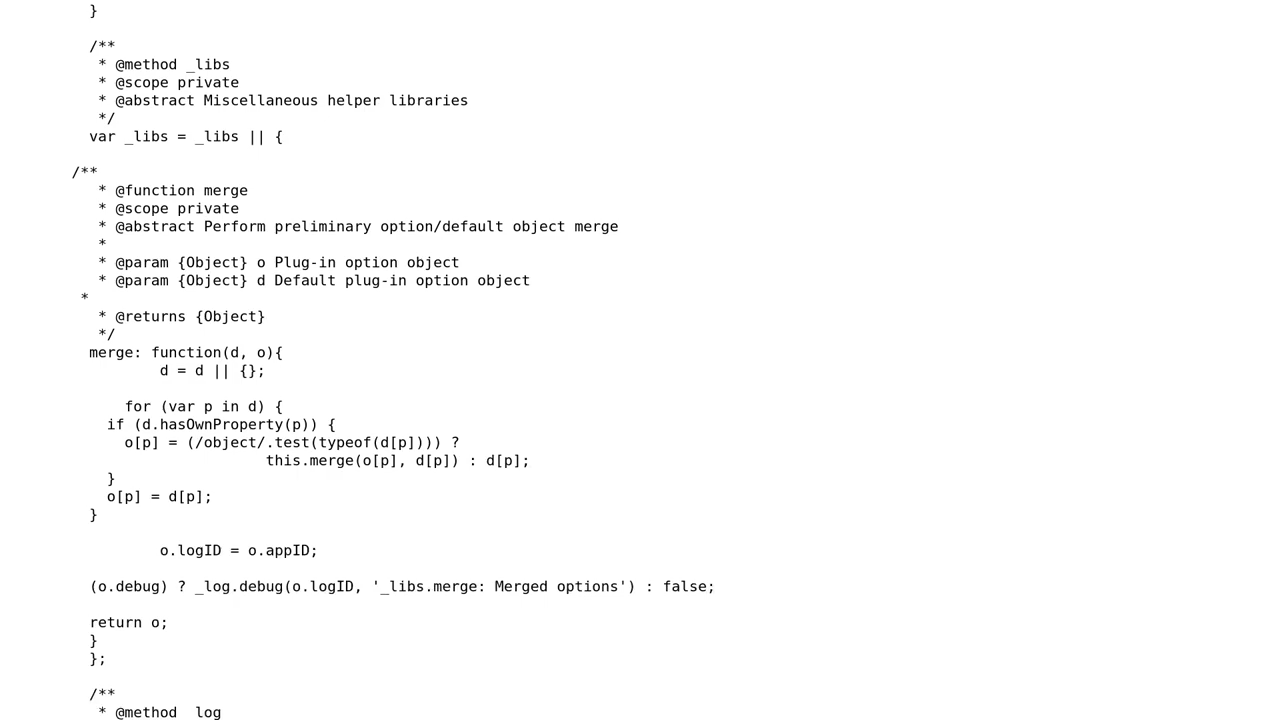 }
/**
* @method _libs
* @scope private
* @abstract Miscellaneous helper libraries
*/
var _libs = _libs || {
/**
* @function merge
* @scope private
* @abstract Perform preliminary option/default object merge
*
* @param {Object} o Plug-in option object
* @param {Object} d Default plug-in option object
*
* @returns {Object}
*/
merge: function(d, o){
d = d || {};
for (var p in d) {
if (d.hasOwnProperty(p)) {
o[p] = (/object/.test(typeof(d[p]))) ?
this.merge(o[p], d[p]) : d[p];
}
o[p] = d[p];
}
o.logID = o.appID;
(o.debug) ? _log.debug(o.logID, '_libs.merge: Merged options') : false;
return o;
}
};
/**
* @method  log